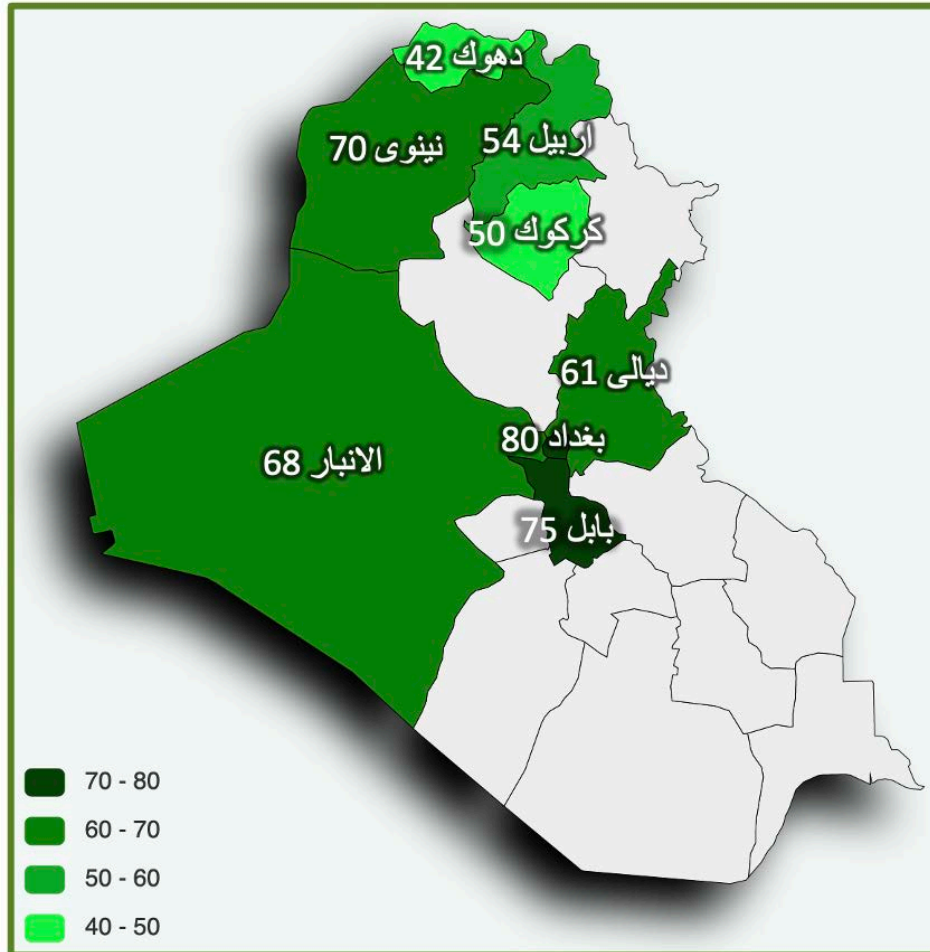 دهوك 42
نينوى 70
اربيل 54
كركوك 50
ديالى 61
بغداد 80
الانبار 68
بابل 75
70 - 80
60 - 70
50 - 60
40 - 50